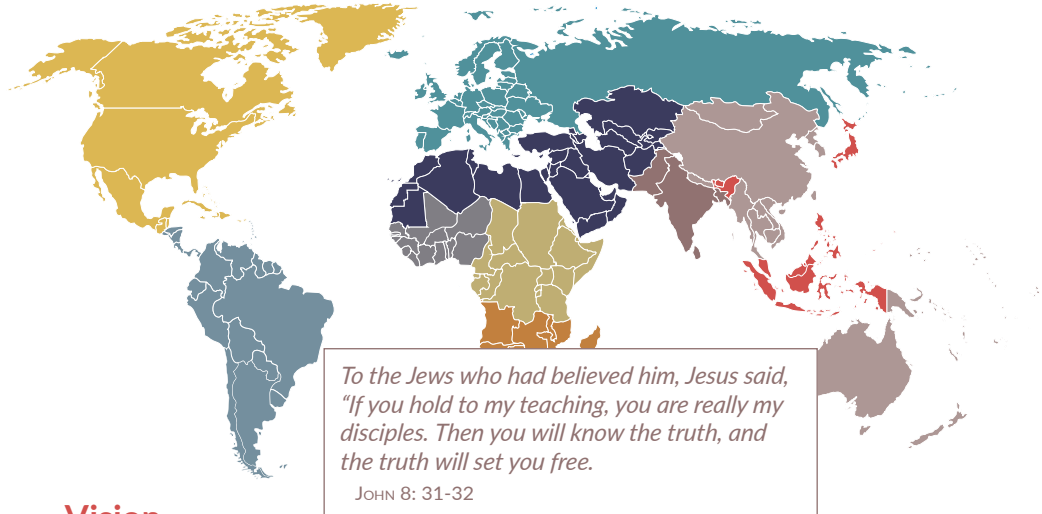 To the Jews who had believed him, Jesus said,
“If you hold to my teaching, you are really my
disciples. Then you will know the truth, and
the truth will set you free.
John 8: 31-32
Vision